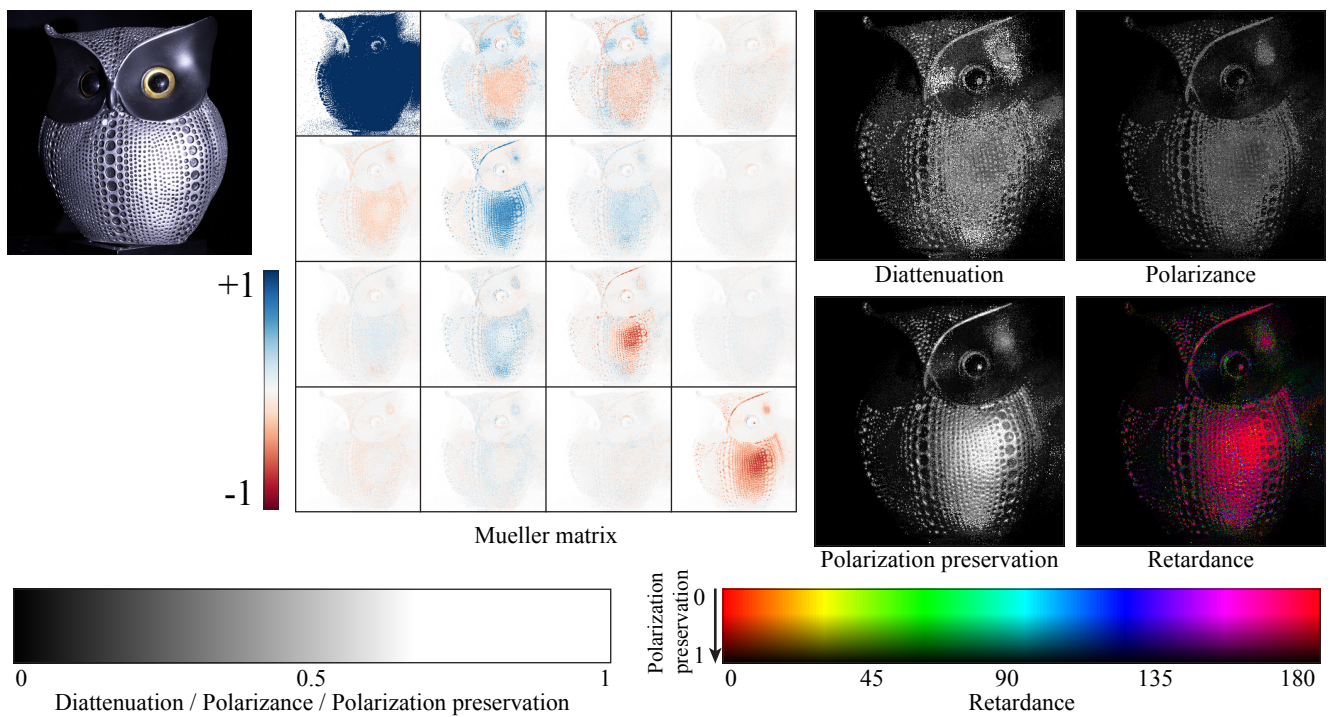 +1
-1
Mueller matrix
Diattenuation
Polarizance
Polarization preservation
Retardance
0
0.5
1
Diattenuation / Polarizance / Polarization preservation
Polarization
preservation
0
1
0
45
90
135
180
Retardance